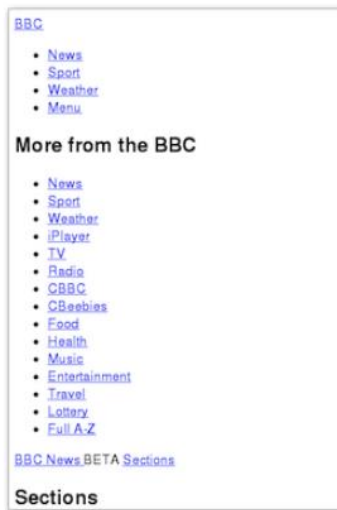 BBC
News
Sport
Weather
Menu
More from the BBC
News
Sport
Weather
iPlayer
TV
Radio
CBBC
CBeebies
Food
Health
Music
Entertainment
Travel
Lottery
Full A-Z
BBC News BETA Sections
Sections